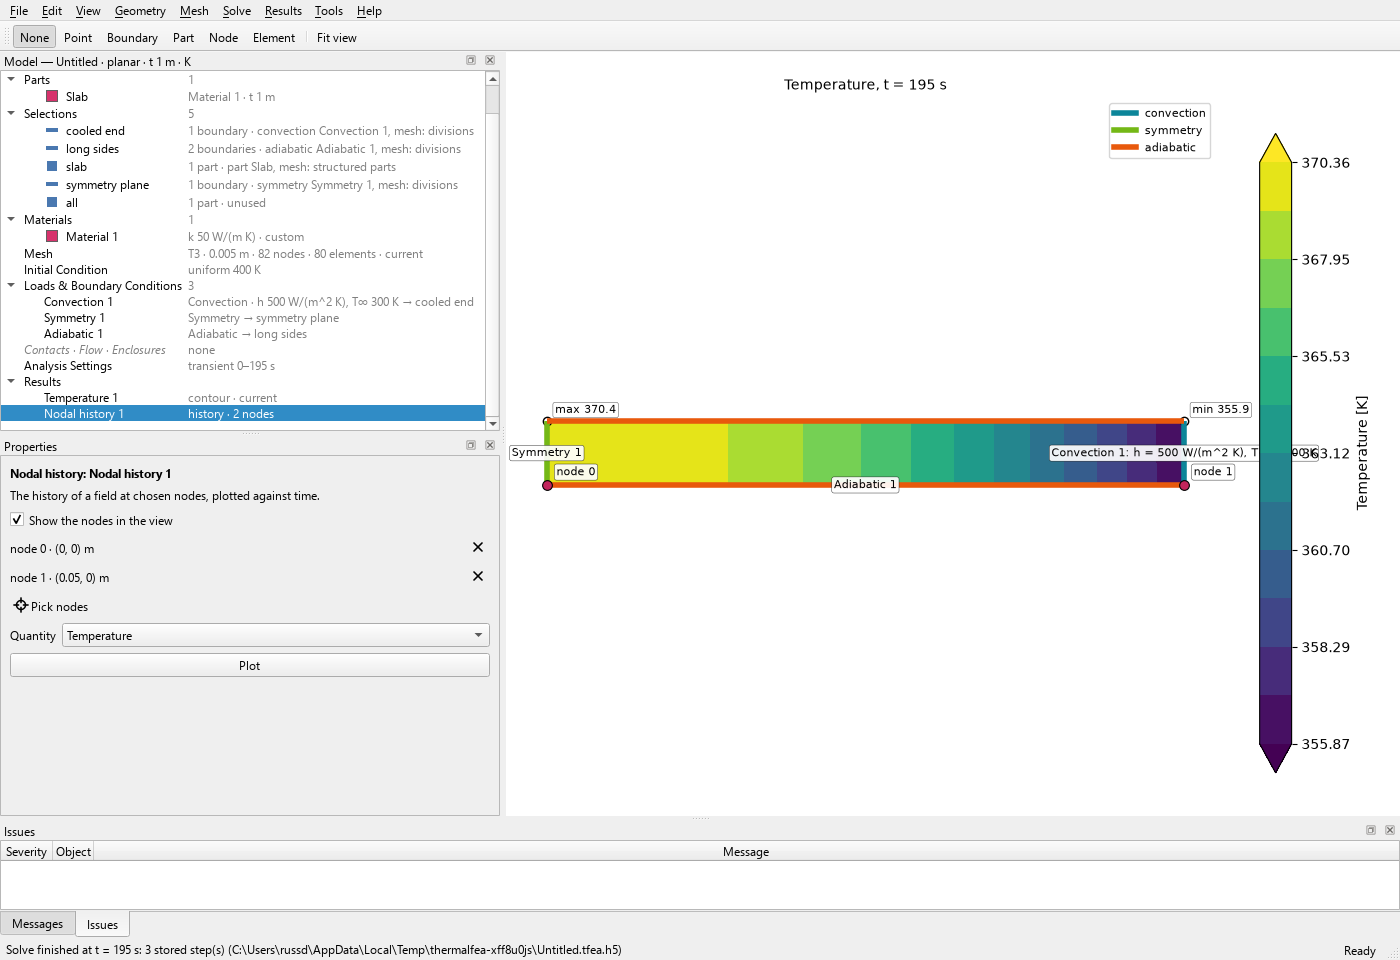 File Edit View Geometry Mesh Solve Results Tools Help
None Point Boundary Part Node Element Fit view
Model — Untitled · planar · t 1 m · K
Parts 1
Slab Material 1 · t 1 m
Selections 5
cooled end 1 boundary · convection Convection 1, mesh: divisions
long sides 2 boundaries · adiabatic Adiabatic 1, mesh: divisions
slab 1 part · part Slab, mesh: structured parts
symmetry plane 1 boundary · symmetry Symmetry 1, mesh: divisions
all 1 part · unused
Materials 1
Material 1 k 50 W/(m K) · custom
Mesh T3 · 0.005 m · 82 nodes · 80 elements · current
Initial Condition uniform 400 K
Loads & Boundary Conditions 3
Convection 1 Convection · h 500 W/(m^2 K), T∞ 300 K → cooled end
Symmetry 1 Symmetry → symmetry plane
Adiabatic 1 Adiabatic → long sides
Contacts · Flow · Enclosures none
Analysis Settings transient 0–195 s
Results
Temperature 1 contour · current
Nodal history 1 history · 2 nodes
Properties
Nodal history: Nodal history 1
The history of a field at chosen nodes, plotted against time.
Show the nodes in the view
node 0 · (0, 0) m
node 1 · (0.05, 0) m
Pick nodes
Quantity Temperature
Plot
Temperature, t = 195 s
convection
symmetry
adiabatic
max 370.4
min 355.9
Symmetry 1
Convection 1: h = 500 W/(m^2 K), T
node 0
node 1
Adiabatic 1
370.36
367.95
365.53
363.12
360.70
358.29
355.87
Temperature [K]
Issues
Severity Object Message
Messages Issues
Solve finished at t = 195 s: 3 stored step(s) (C:\Users\russd\AppData\Local\Temp\thermalfea-xff8u0js\Untitled.tfea.h5) Ready